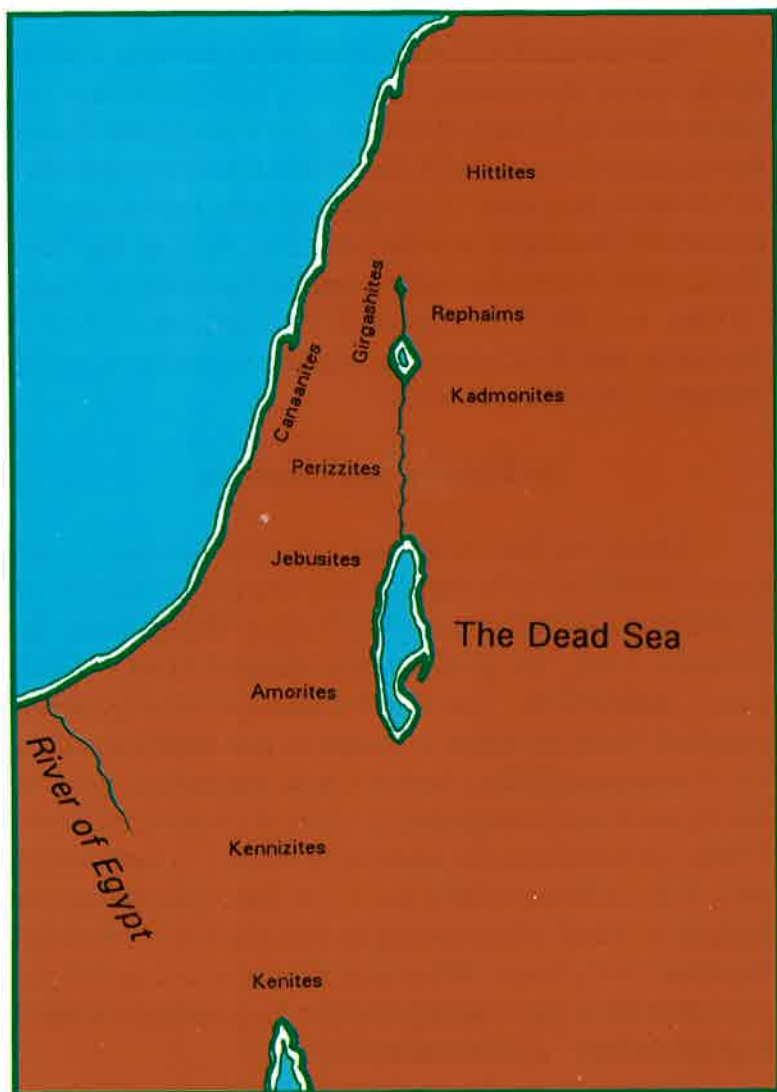 Hittites
Girgashites
Rephaims
Canaanites
Kadmonites
Perizzites
Jebusites
The Dead Sea
Amorites
River of Egypt
Kennizites
Kenites